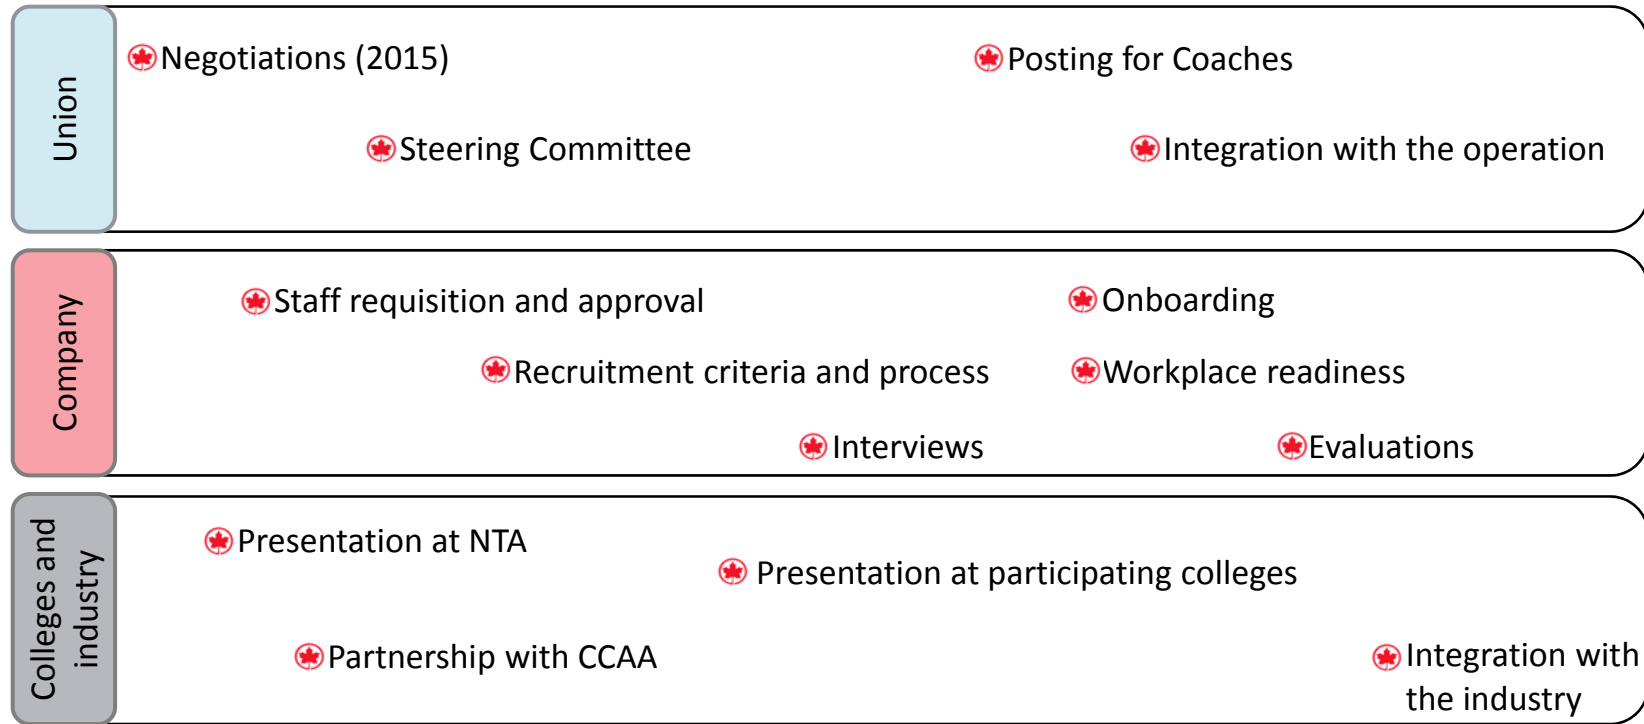 Union
Negotiations (2015)
Posting for Coaches
Steering Committee
Integration with the operation
Company
Staff requisition and approval
Onboarding
Recruitment criteria and process
Workplace readiness
Interviews
Evaluations
Colleges and
industry
Presentation at NTA
Presentation at participating colleges
Partnership with CCAA
Integration with
the industry